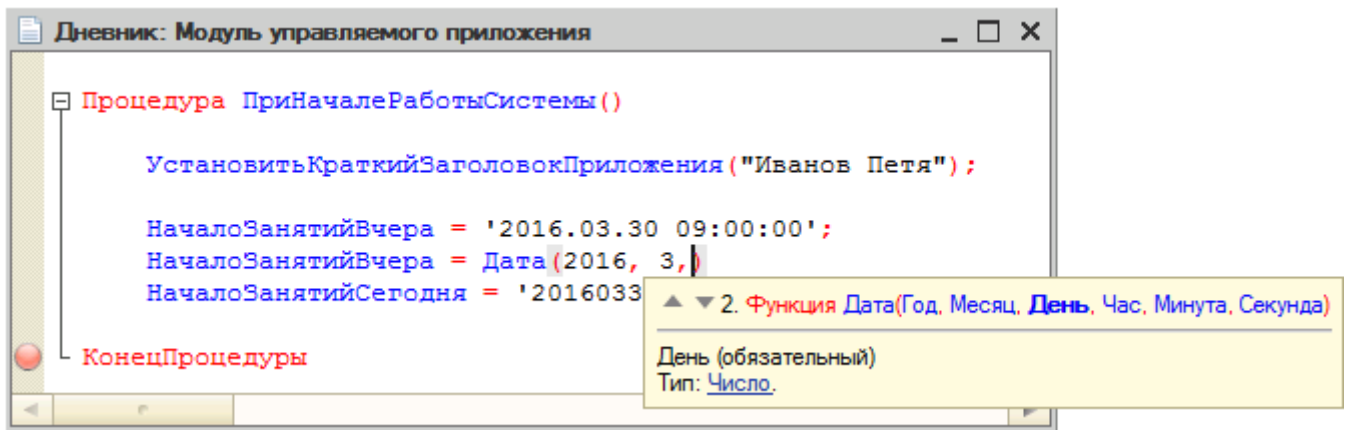 Дневник: Модуль управляемого приложения
Процедура ПриНачалеРаботыСистемы()
УстановитьКраткийЗаголовокПриложения("Иванов Петя");
НачалоЗанятийВчера = '2016.03.30 09:00:00';
НачалоЗанятийВчера = Дата(2016, 3,)
НачалоЗанятийСегодня = '2016033
2. Функция Дата(Год, Месяц, День, Час, Минута, Секунда)
КонецПроцедуры
День (обязательный)
Тип: Число.